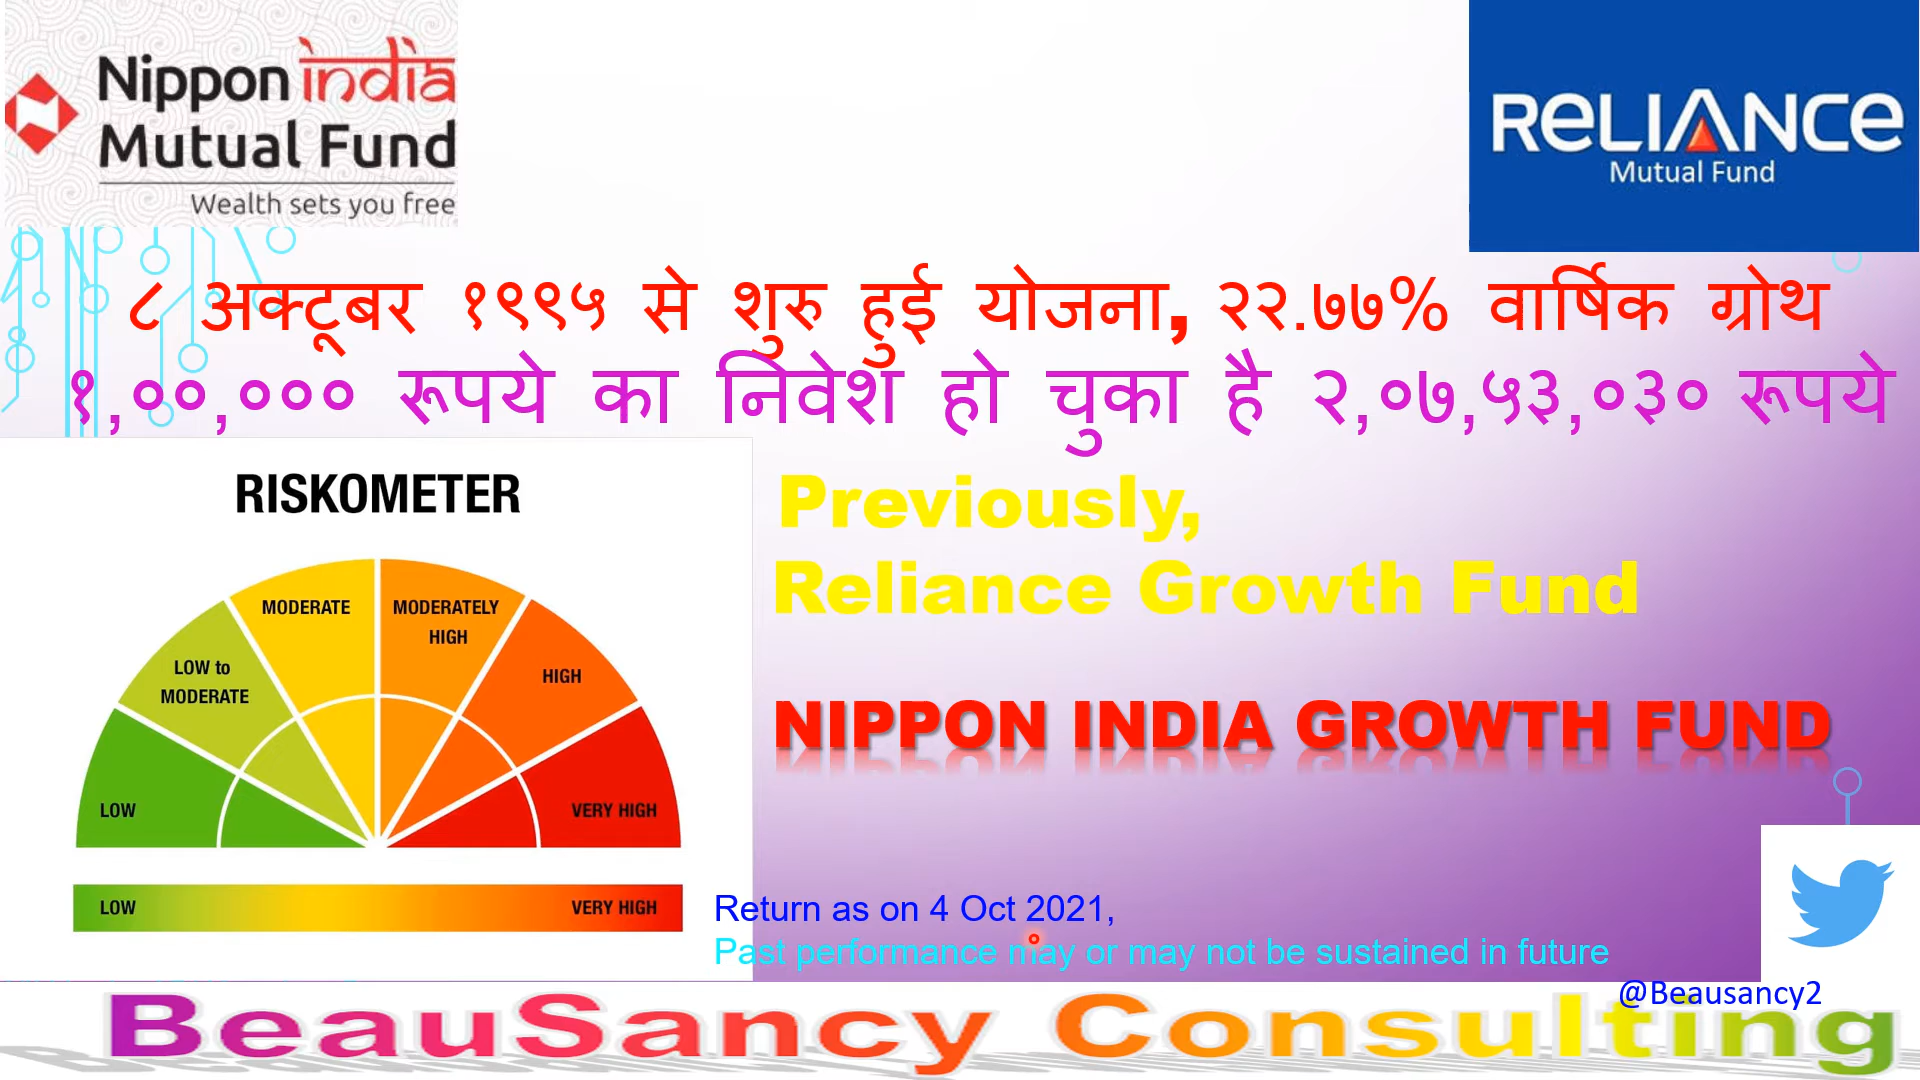 Nippon india
Mutual Fund
Wealth sets you free
RELIANCE
Mutual Fund
८ अक्टूबर १९९५ से शुरु हुई योजना, २२.७७% वार्षिक ग्रोथ
१,००,००० रूपये का निवेश हो चुका है २,०७,५३,०३० रूपये
RISKOMETER
LOW
LOW to
MODERATE
MODERATE
MODERATELY
HIGH
HIGH
VERY HIGH
LOW VERY HIGH
Previously,
Reliance Growth Fund
NIPPON INDIA GROWTH FUND
Return as on 4 Oct 2021,
Past performance may or may not be sustained in future
@Beausancy2
BeauSancy Consulting